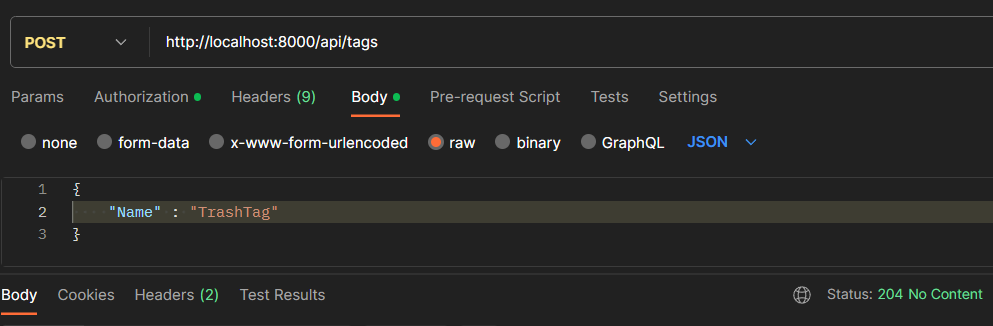 POST http://localhost:8000/api/tags
Params Authorization Headers (9) Body Pre-request Script Tests Settings
none form-data x-www-form-urlencoded raw binary GraphQL JSON
1 {
2 "Name" : "TrashTag"
3 }
Body Cookies Headers (2) Test Results Status: 204 No Content